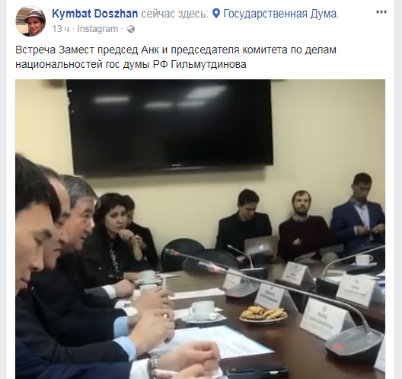 Kymbat Doszhan сейчас здесь: Государственная Дума.
13 ч · Instagram ·
Встреча Замест председ Анк и председателя комитета по делам
национальностей гос думы РФ Гильмутдинова